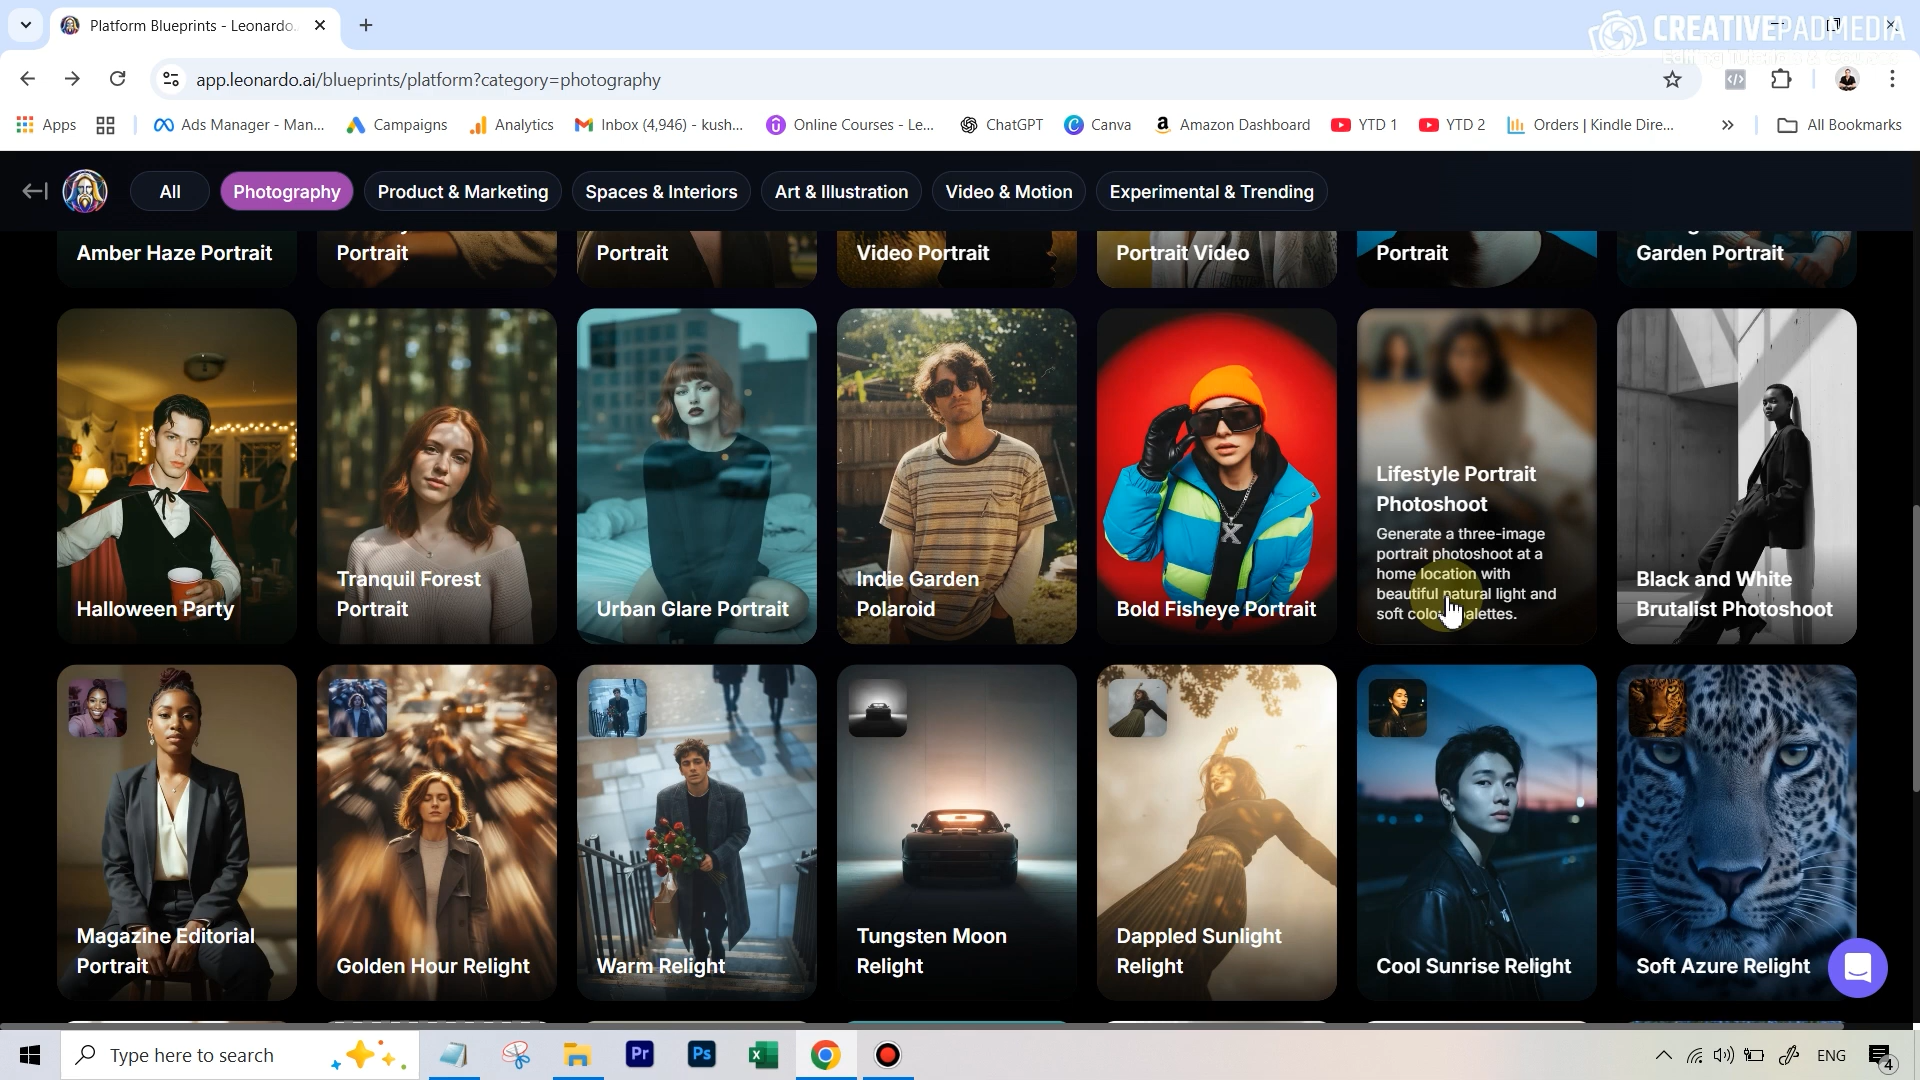 Platform Blueprints - Leonardo.
CREATIVEPADMEDIA
app.leonardo.ai/blueprints/platform?category=photography
Apps
Ads Manager - Man...
Campaigns
Analytics
Inbox (4,946) - kush...
Online Courses - Le...
ChatGPT
Canva
Amazon Dashboard
YTD 1
YTD 2
Orders | Kindle Dire...
All Bookmarks
All
Photography
Product & Marketing
Spaces & Interiors
Art & Illustration
Video & Motion
Experimental & Trending
Amber Haze Portrait
Portrait
Portrait
Video Portrait
Portrait Video
Portrait
Garden Portrait
Halloween Party
Tranquil Forest
Portrait
Urban Glare Portrait
Indie Garden
Polaroid
Bold Fisheye Portrait
Lifestyle Portrait
Photoshoot
Generate a three-image
portrait photoshoot at a
home location with
beautiful natural light and
soft colour palettes.
Black and White
Brutalist Photoshoot
Magazine Editorial
Portrait
Golden Hour Relight
Warm Relight
Tungsten Moon
Relight
Dappled Sunlight
Relight
Cool Sunrise Relight
Soft Azure Relight
Type here to search
Pr
Ps
ENG
4